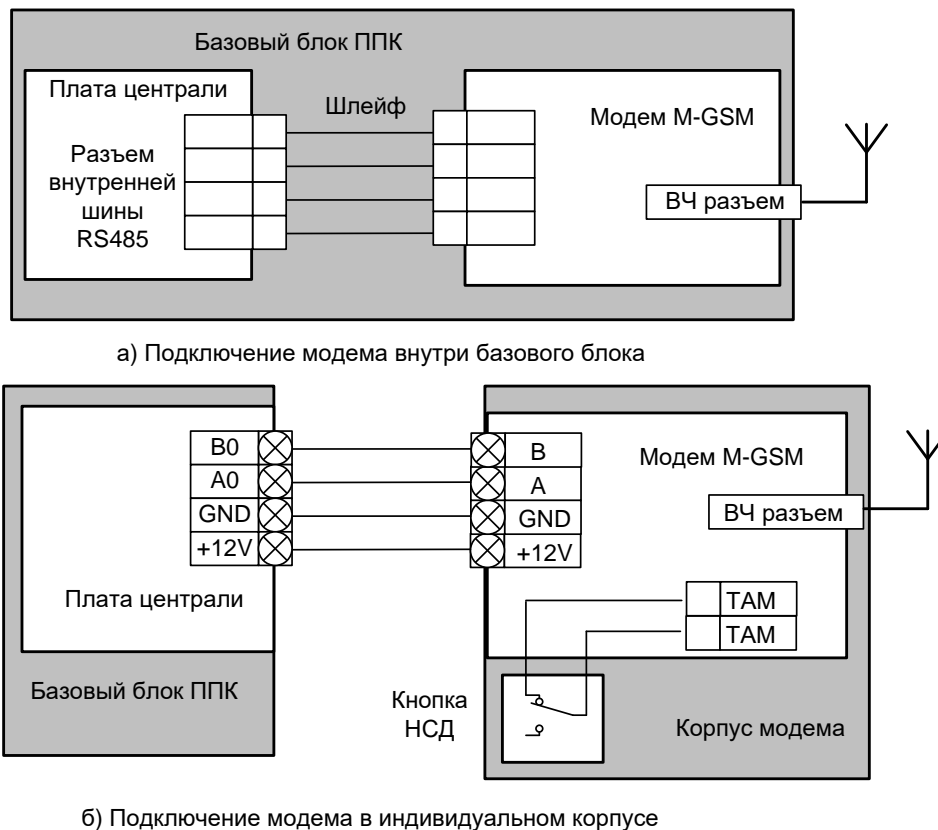 Базовый блок ППК
Плата централи
Шлейф
Модем M-GSM
Разъем
внутренней
шины
RS485
ВЧ разъем
а) Подключение модема внутри базового блока
B0
A0
GND
+12V
Плата централи
Базовый блок ППК
B
A
GND
+12V
Модем M-GSM
ВЧ разъем
TAM
TAM
Кнопка
НСД
Корпус модема
б) Подключение модема в индивидуальном корпусе